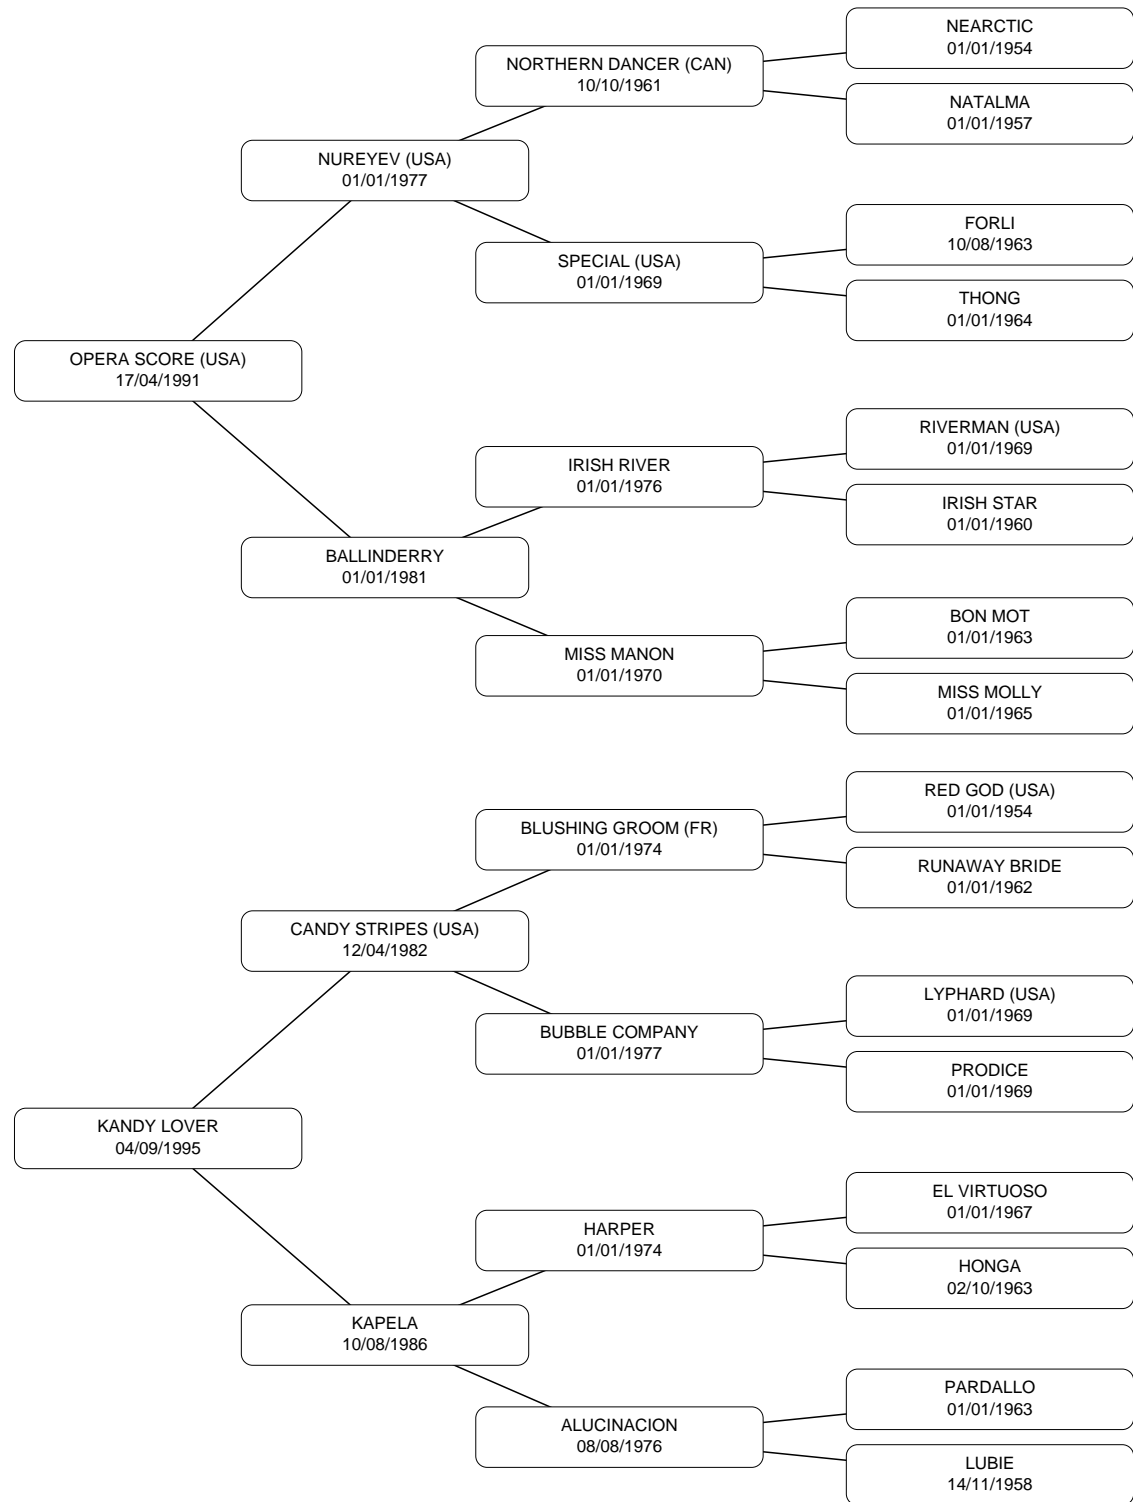 NEARCTIC
01/01/1954
NORTHERN DANCER (CAN)
10/10/1961
NATALMA
01/01/1957
NUREYEV (USA)
01/01/1977
FORLI
10/08/1963
SPECIAL (USA)
01/01/1969
THONG
01/01/1964
OPERA SCORE (USA)
17/04/1991
RIVERMAN (USA)
01/01/1969
IRISH RIVER
01/01/1976
IRISH STAR
01/01/1960
BALLINDERRY
01/01/1981
BON MOT
01/01/1963
MISS MANON
01/01/1970
MISS MOLLY
01/01/1965
RED GOD (USA)
01/01/1954
BLUSHING GROOM (FR)
01/01/1974
RUNAWAY BRIDE
01/01/1962
CANDY STRIPES (USA)
12/04/1982
LYPHARD (USA)
01/01/1969
BUBBLE COMPANY
01/01/1977
PRODICE
01/01/1969
KANDY LOVER
04/09/1995
EL VIRTUOSO
01/01/1967
HARPER
01/01/1974
HONGA
02/10/1963
KAPELA
10/08/1986
PARDALLO
01/01/1963
ALUCINACION
08/08/1976
LUBIE
14/11/1958